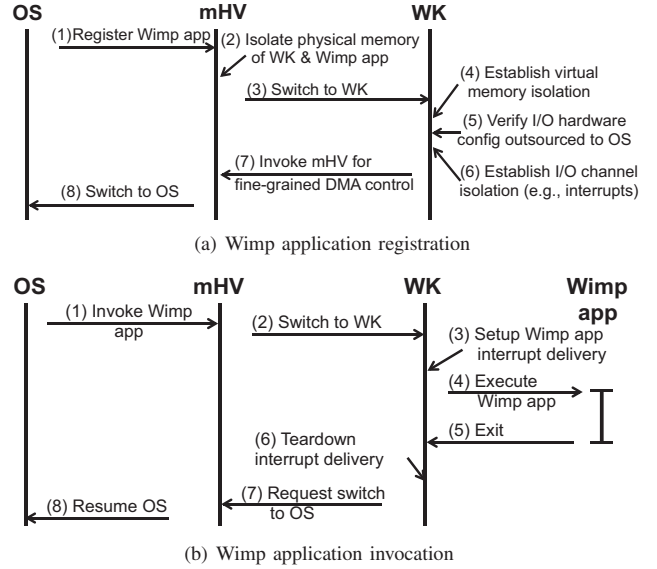 OS mHV WK
(1)Register Wimp app
(2) Isolate physical memory
of WK & Wimp app
(3) Switch to WK
(4) Establish virtual
memory isolation
(5) Verify I/O hardware
config outsourced to OS
(6) Establish I/O channel
isolation (e.g., interrupts)
(7) Invoke mHV for
fine-grained DMA control
(8) Switch to OS
(a) Wimp application registration
OS mHV WK Wimp
app
(1) Invoke Wimp
app
(2) Switch to WK
(3) Setup Wimp app
interrupt delivery
(4) Execute
Wimp app
(5) Exit
(6) Teardown
interrupt delivery
(7) Request switch
to OS
(8) Resume OS
(b) Wimp application invocation